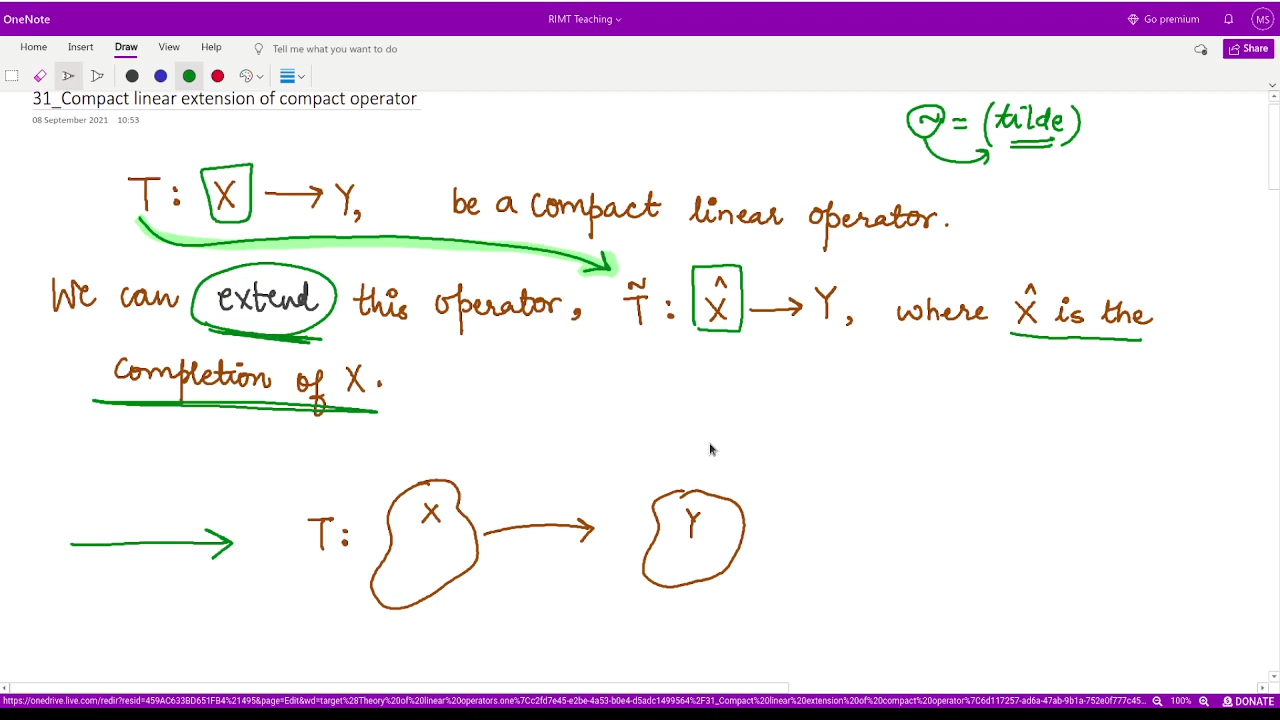 OneNote
RIMT Teaching
Go premium
MS
Home Insert Draw View Help Tell me what you want to do
Share
31_Compact linear extension of compact operator
08 September 2021 10:53
~ = (tilde)
T: X → Y, be a compact linear operator.
We can extend this operator, T̃ : X̂ → Y, where X̂ is the
completion of X.
T: X → Y
100%
DONATE